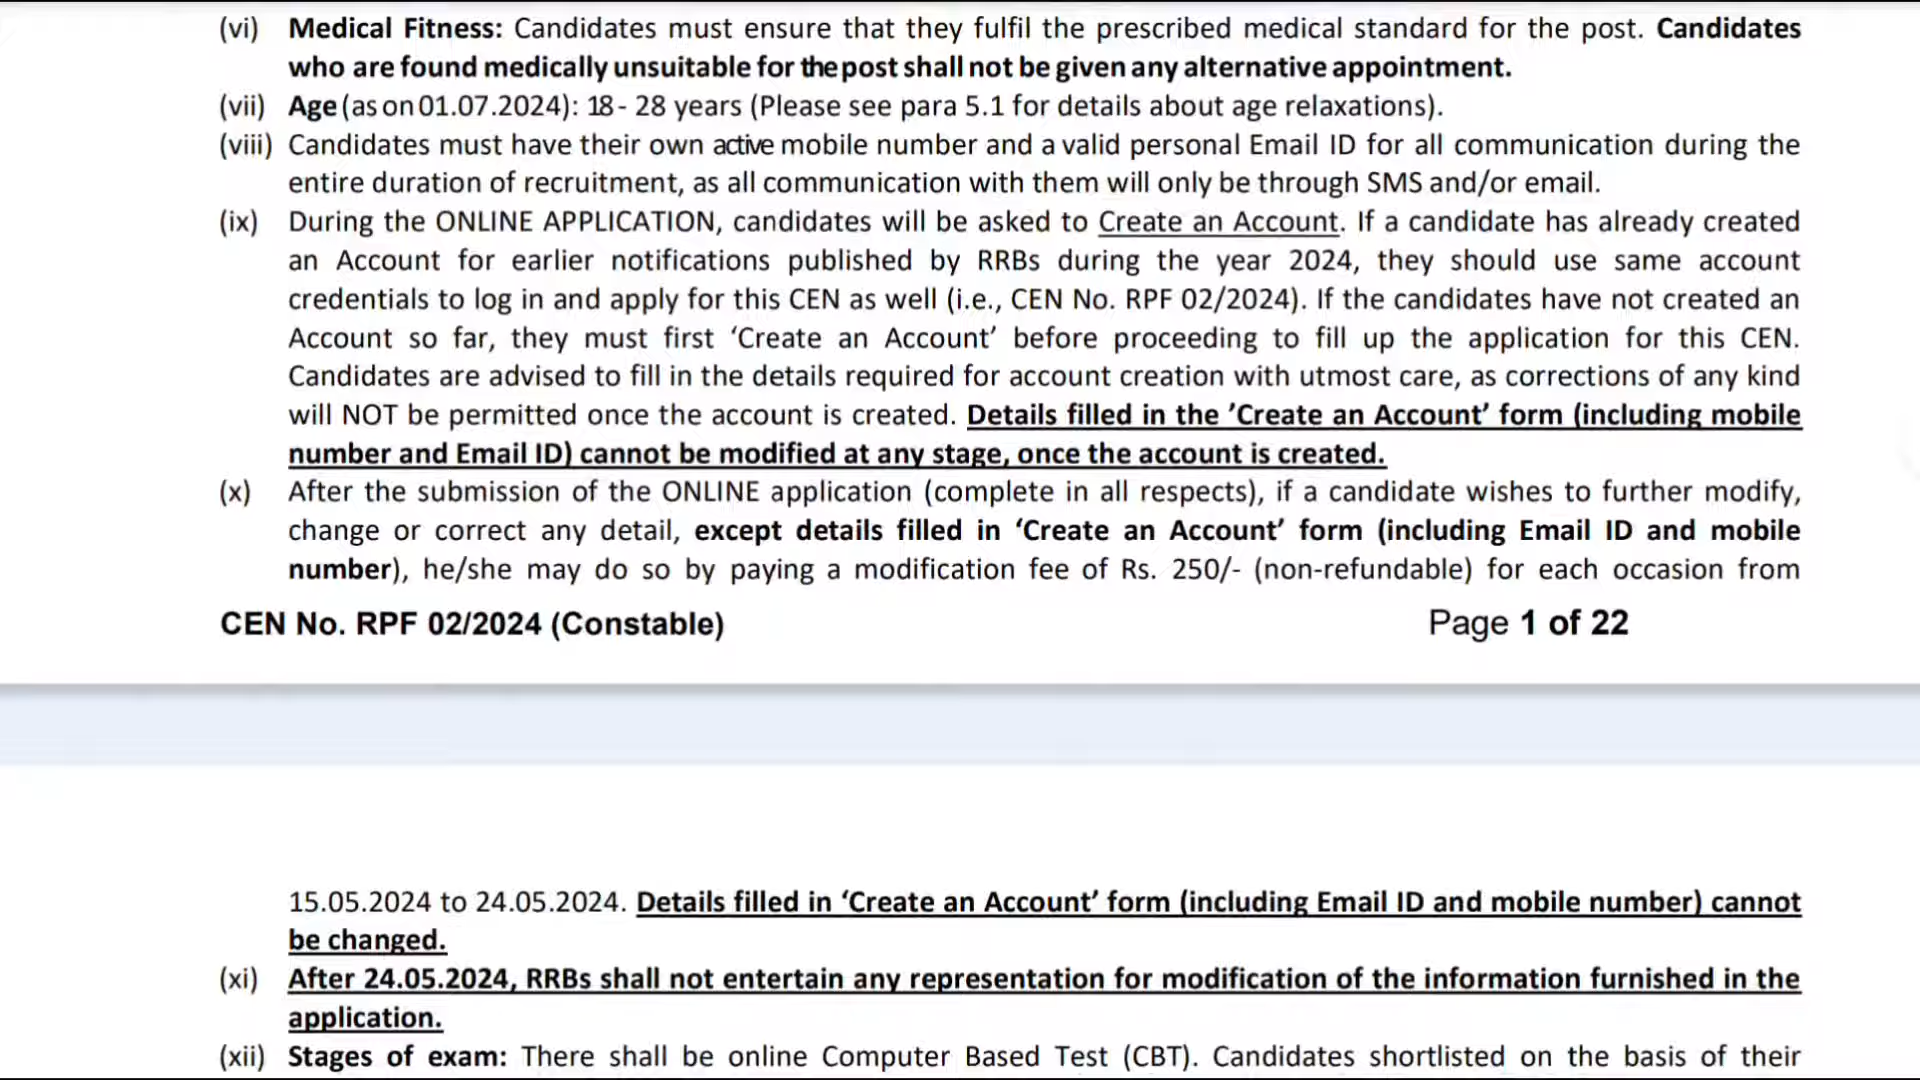 (vi) Medical Fitness: Candidates must ensure that they fulfil the prescribed medical standard for the post. Candidates
who are found medically unsuitable for the post shall not be given any alternative appointment.
(vii) Age (as on 01.07.2024): 18 - 28 years (Please see para 5.1 for details about age relaxations).
(viii) Candidates must have their own active mobile number and a valid personal Email ID for all communication during the
entire duration of recruitment, as all communication with them will only be through SMS and/or email.
(ix) During the ONLINE APPLICATION, candidates will be asked to Create an Account. If a candidate has already created
an Account for earlier notifications published by RRBs during the year 2024, they should use same account
credentials to log in and apply for this CEN as well (i.e., CEN No. RPF 02/2024). If the candidates have not created an
Account so far, they must first ‘Create an Account’ before proceeding to fill up the application for this CEN.
Candidates are advised to fill in the details required for account creation with utmost care, as corrections of any kind
will NOT be permitted once the account is created. Details filled in the ’Create an Account’ form (including mobile
number and Email ID) cannot be modified at any stage, once the account is created.
(x) After the submission of the ONLINE application (complete in all respects), if a candidate wishes to further modify,
change or correct any detail, except details filled in ‘Create an Account’ form (including Email ID and mobile
number), he/she may do so by paying a modification fee of Rs. 250/- (non-refundable) for each occasion from
CEN No. RPF 02/2024 (Constable) Page 1 of 22
15.05.2024 to 24.05.2024. Details filled in ‘Create an Account’ form (including Email ID and mobile number) cannot
be changed.
(xi) After 24.05.2024, RRBs shall not entertain any representation for modification of the information furnished in the
application.
(xii) Stages of exam: There shall be online Computer Based Test (CBT). Candidates shortlisted on the basis of their